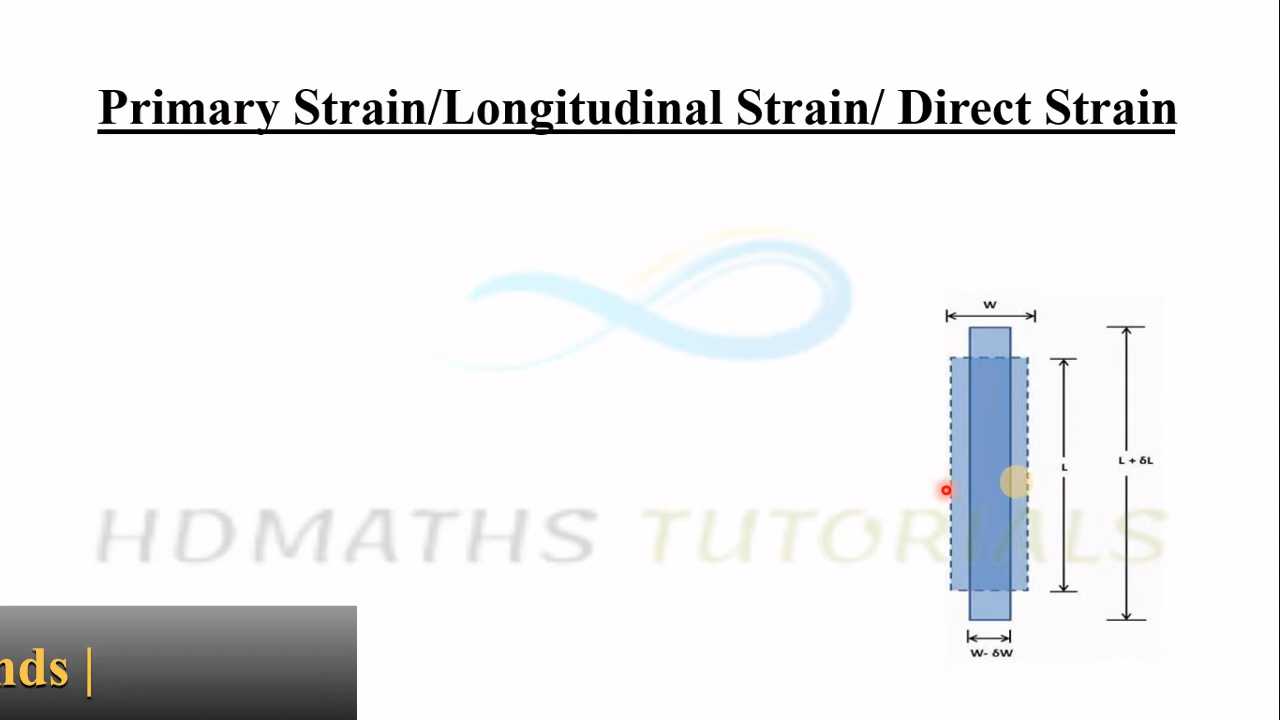 Primary Strain/Longitudinal Strain/ Direct Strain
W
L
L + δL
HDMATHS TUTORIALS
W- δW
nds |